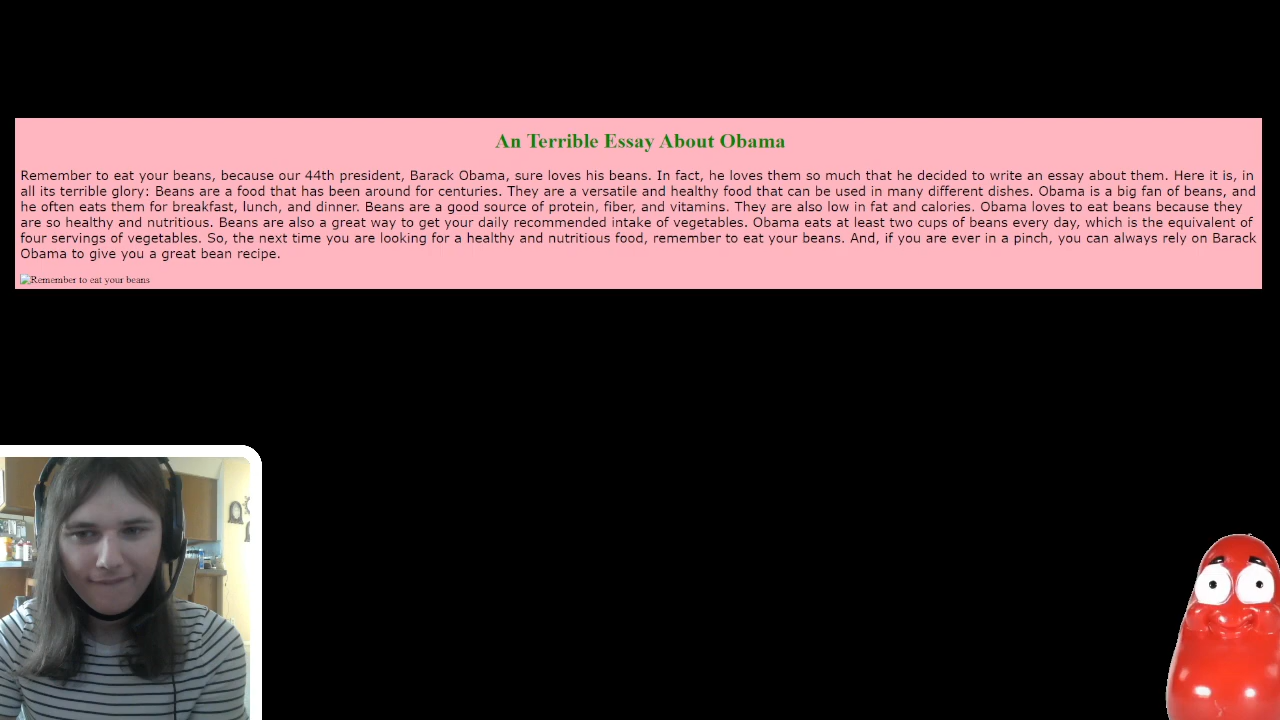 An Terrible Essay About Obama
Remember to eat your beans, because our 44th president, Barack Obama, sure loves his beans. In fact, he loves them so much that he decided to write an essay about them. Here it is, in
all its terrible glory: Beans are a food that has been around for centuries. They are a versatile and healthy food that can be used in many different dishes. Obama is a big fan of beans, and
he often eats them for breakfast, lunch, and dinner. Beans are a good source of protein, fiber, and vitamins. They are also low in fat and calories. Obama loves to eat beans because they
are so healthy and nutritious. Beans are also a great way to get your daily recommended intake of vegetables. Obama eats at least two cups of beans every day, which is the equivalent of
four servings of vegetables. So, the next time you are looking for a healthy and nutritious food, remember to eat your beans. And, if you are ever in a pinch, you can always rely on Barack
Obama to give you a great bean recipe.
Remember to eat your beans